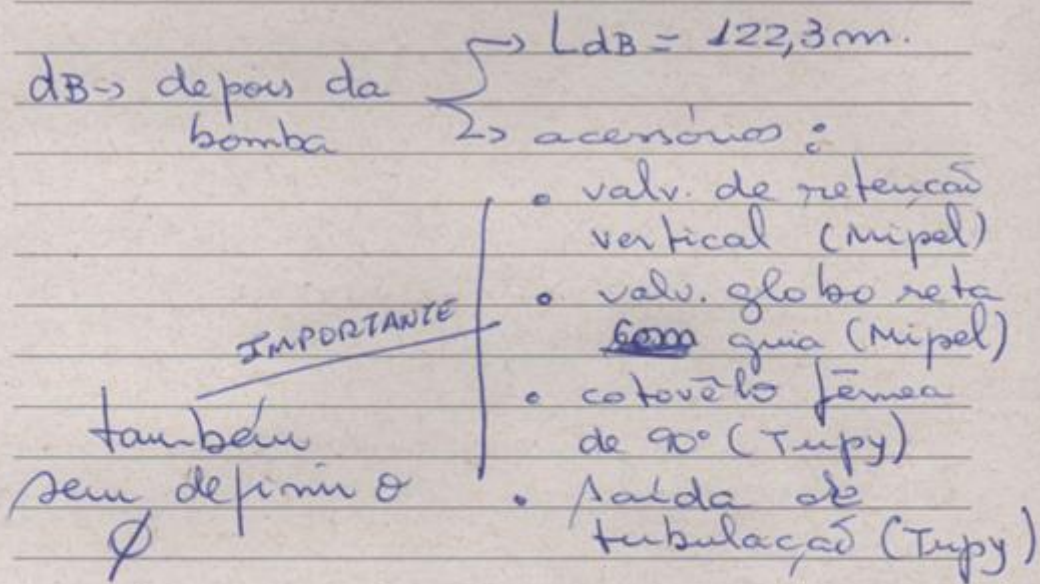 dB → depois da bomba
→ LdB = 122,3m.
→ acessórios:
• valv. de retenção
vertical (Mipel)
• valv. globo reta
guia (Mipel)
• cotovêlo fêmea
de 90° (Tupy)
• saída de
tubulação (Tupy)
IMPORTANTE
também
sem definir o
Ø